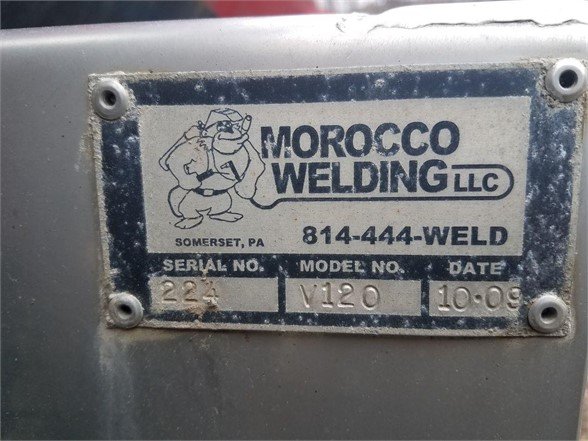 MOROCCO
WELDING LLC
SOMERSET, PA 814-444-WELD
SERIAL NO. MODEL NO. DATE
224 V120 10·09